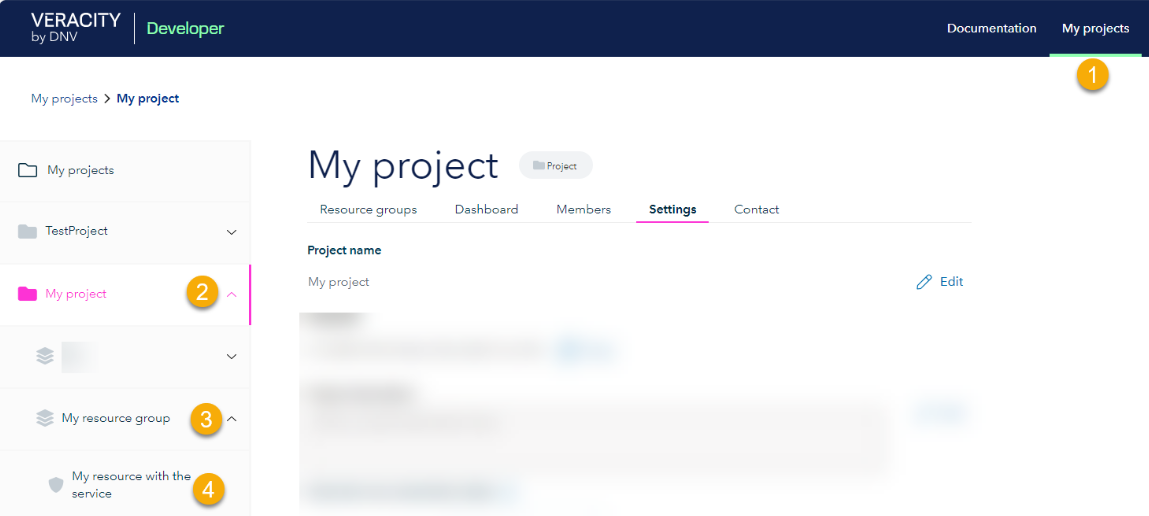 VERACITY
by DNV
Developer
Documentation
My projects
1
My projects > My project
My projects
TestProject
My project
2
My resource group
3
My resource with the
service
4
My project
Project
Resource groups
Dashboard
Members
Settings
Contact
Project name
My project
Edit